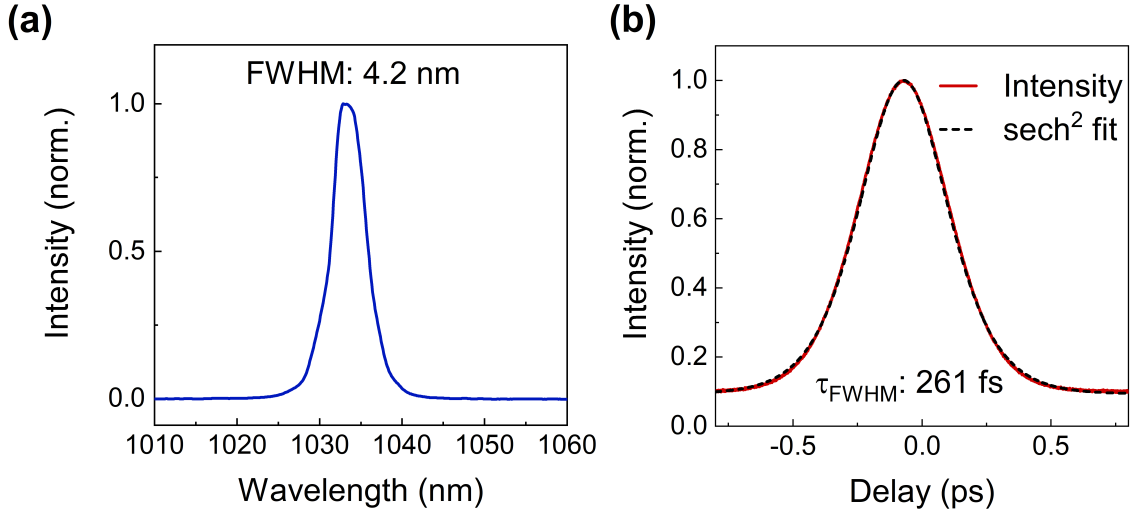 (a)
FWHM: 4.2 nm
Intensity (norm.)
1.0
0.5
0.0
1010 1020 1030 1040 1050 1060
Wavelength (nm)
(b)
Intensity
sech² fit
τFWHM: 261 fs
Intensity (norm.)
1.0
0.8
0.6
0.4
0.2
0.0
-0.5 0.0 0.5
Delay (ps)